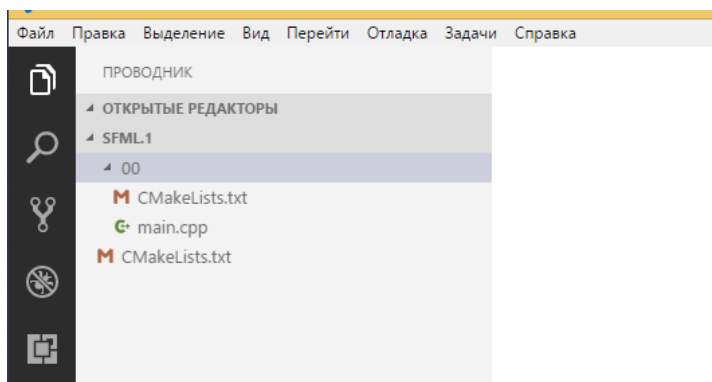 Файл Правка Выделение Вид Перейти Отладка Задачи Справка
ПРОВОДНИК
ОТКРЫТЫЕ РЕДАКТОРЫ
SFML.1
00
CMakeLists.txt
main.cpp
CMakeLists.txt